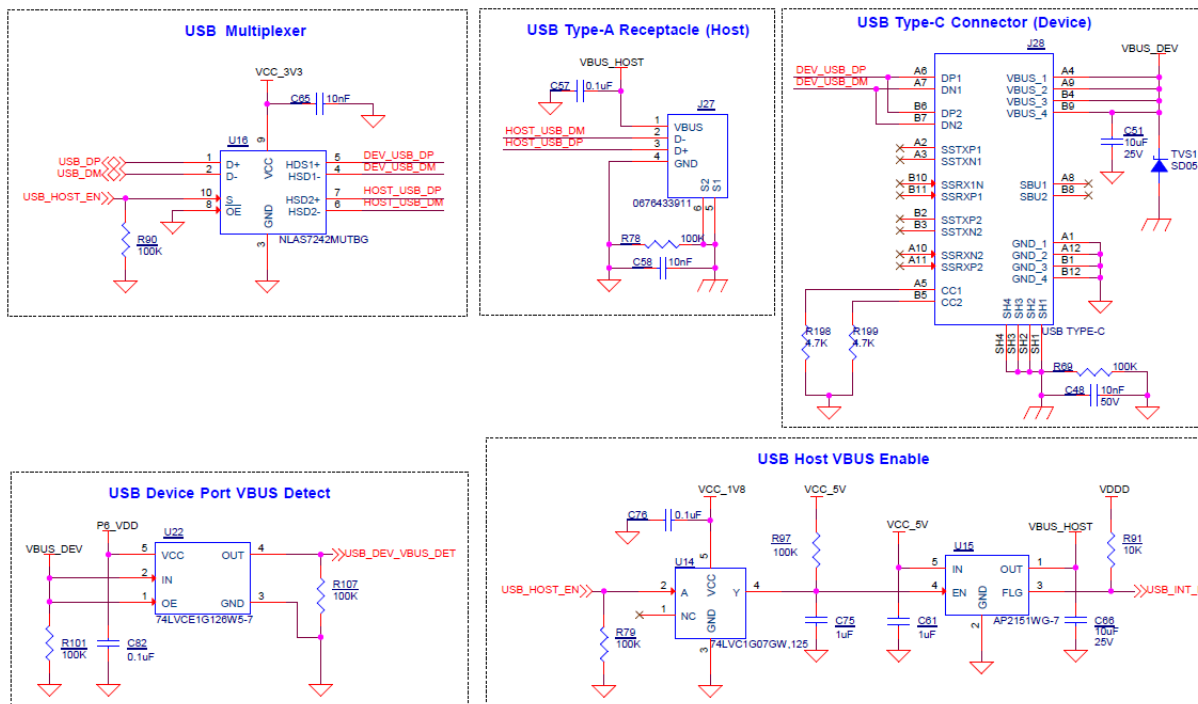 USB Multiplexer
VCC_3V3
C65
10nF
U16
9
VCC
USB_DP
1
D+
HDS1+
5
DEV_USB_DP
USB_DM
2
D-
HSD1-
4
DEV_USB_DM
USB_HOST_EN
10
S
HSD2+
7
HOST_USB_DP
8
OE
HSD2-
6
HOST_USB_DM
GND
3
NLAS7242MUTBG
R90
100K
USB Type-A Receptacle (Host)
VBUS_HOST
C57
0.1uF
J27
1
VBUS
HOST_USB_DM
2
D-
HOST_USB_DP
3
D+
4
GND
S2
S1
6
5
0676433911
R78
100K
C58
10nF
USB Type-C Connector (Device)
J28
VBUS_DEV
DEV_USB_DP
A6
DP1
VBUS_1
A4
DEV_USB_DM
A7
DN1
VBUS_2
A9
VBUS_3
B4
B6
DP2
VBUS_4
B9
B7
DN2
C51
10uF
25V
TVS1
SD05
A2
SSTXP1
A3
SSTXN1
B10
SSRX1N
SBU1
A8
B11
SSRXP1
SBU2
B8
B2
SSTXP2
B3
SSTXN2
A10
SSRXN2
A11
SSRXP2
GND_1
A1
GND_2
A12
GND_3
B1
GND_4
B12
A5
CC1
B5
CC2
SH4
SH3
SH2
SH1
USB TYPE-C
SH4
SH3
SH2
SH1
R198
4.7K
R199
4.7K
R69
100K
C48
10nF
50V
USB Device Port VBUS Detect
P6_VDD
VBUS_DEV
U22
5
VCC
OUT
4
USB_DEV_VBUS_DET
2
IN
1
OE
GND
3
74LVCE1G126W5-7
R107
100K
R101
100K
C82
0.1uF
USB Host VBUS Enable
VCC_1V8
C76
0.1uF
U14
5
VCC
USB_HOST_EN
2
A
Y
4
1
NC
GND
3
74LVC1G07GW,125
R79
100K
VCC_5V
R97
100K
C75
1uF
VCC_5V
C61
1uF
U15
5
IN
OUT
1
4
EN
FLG
3
GND
2
AP2151WG-7
VBUS_HOST
VDDD
R91
10K
C66
10uF
25V